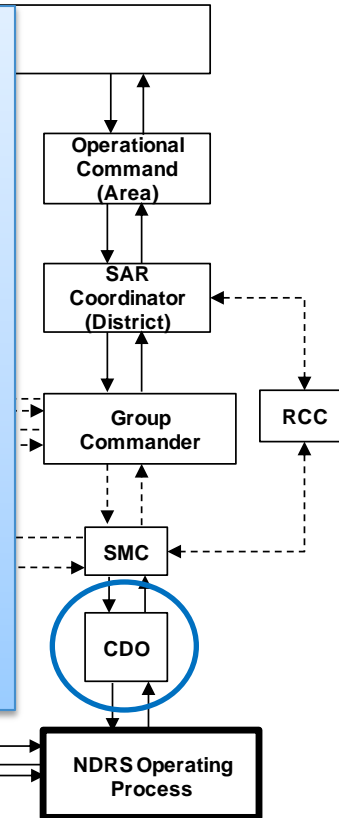 Operational
Command
(Area)
SAR
Coordinator
(District)
Group
Commander
RCC
SMC
CDO
NDRS Operating
Process